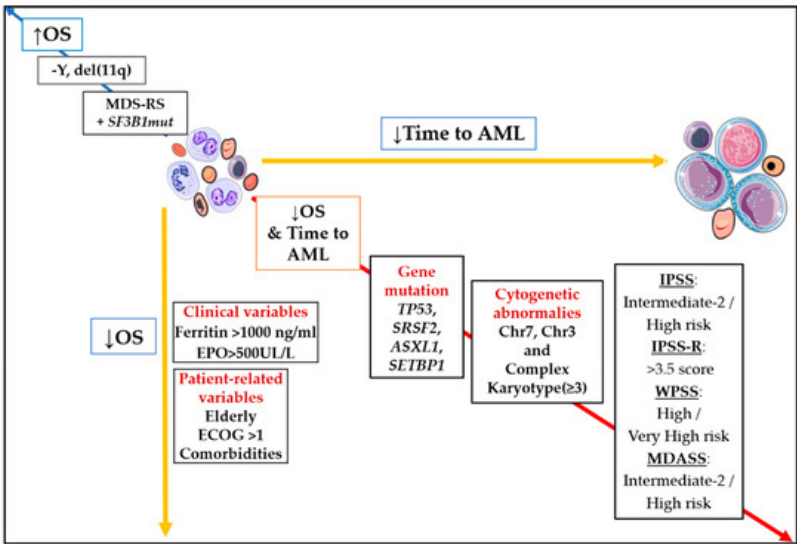 ↑OS
-Y, del(11q)
MDS-RS
+ SF3B1mut
↓Time to AML
↓OS
& Time to
AML
Gene
mutation
TP53,
SRSF2,
ASXL1,
SETBP1
Cytogenetic
abnormalies
Chr7, Chr3
and
Complex
Karyotype(≥3)
IPSS:
Intermediate-2 /
High risk
IPSS-R:
>3.5 score
WPSS:
High /
Very High risk
MDASS:
Intermediate-2 /
High risk
↓OS
Clinical variables
Ferritin >1000 ng/ml
EPO>500UL/L
Patient-related
variables
Elderly
ECOG >1
Comorbidities